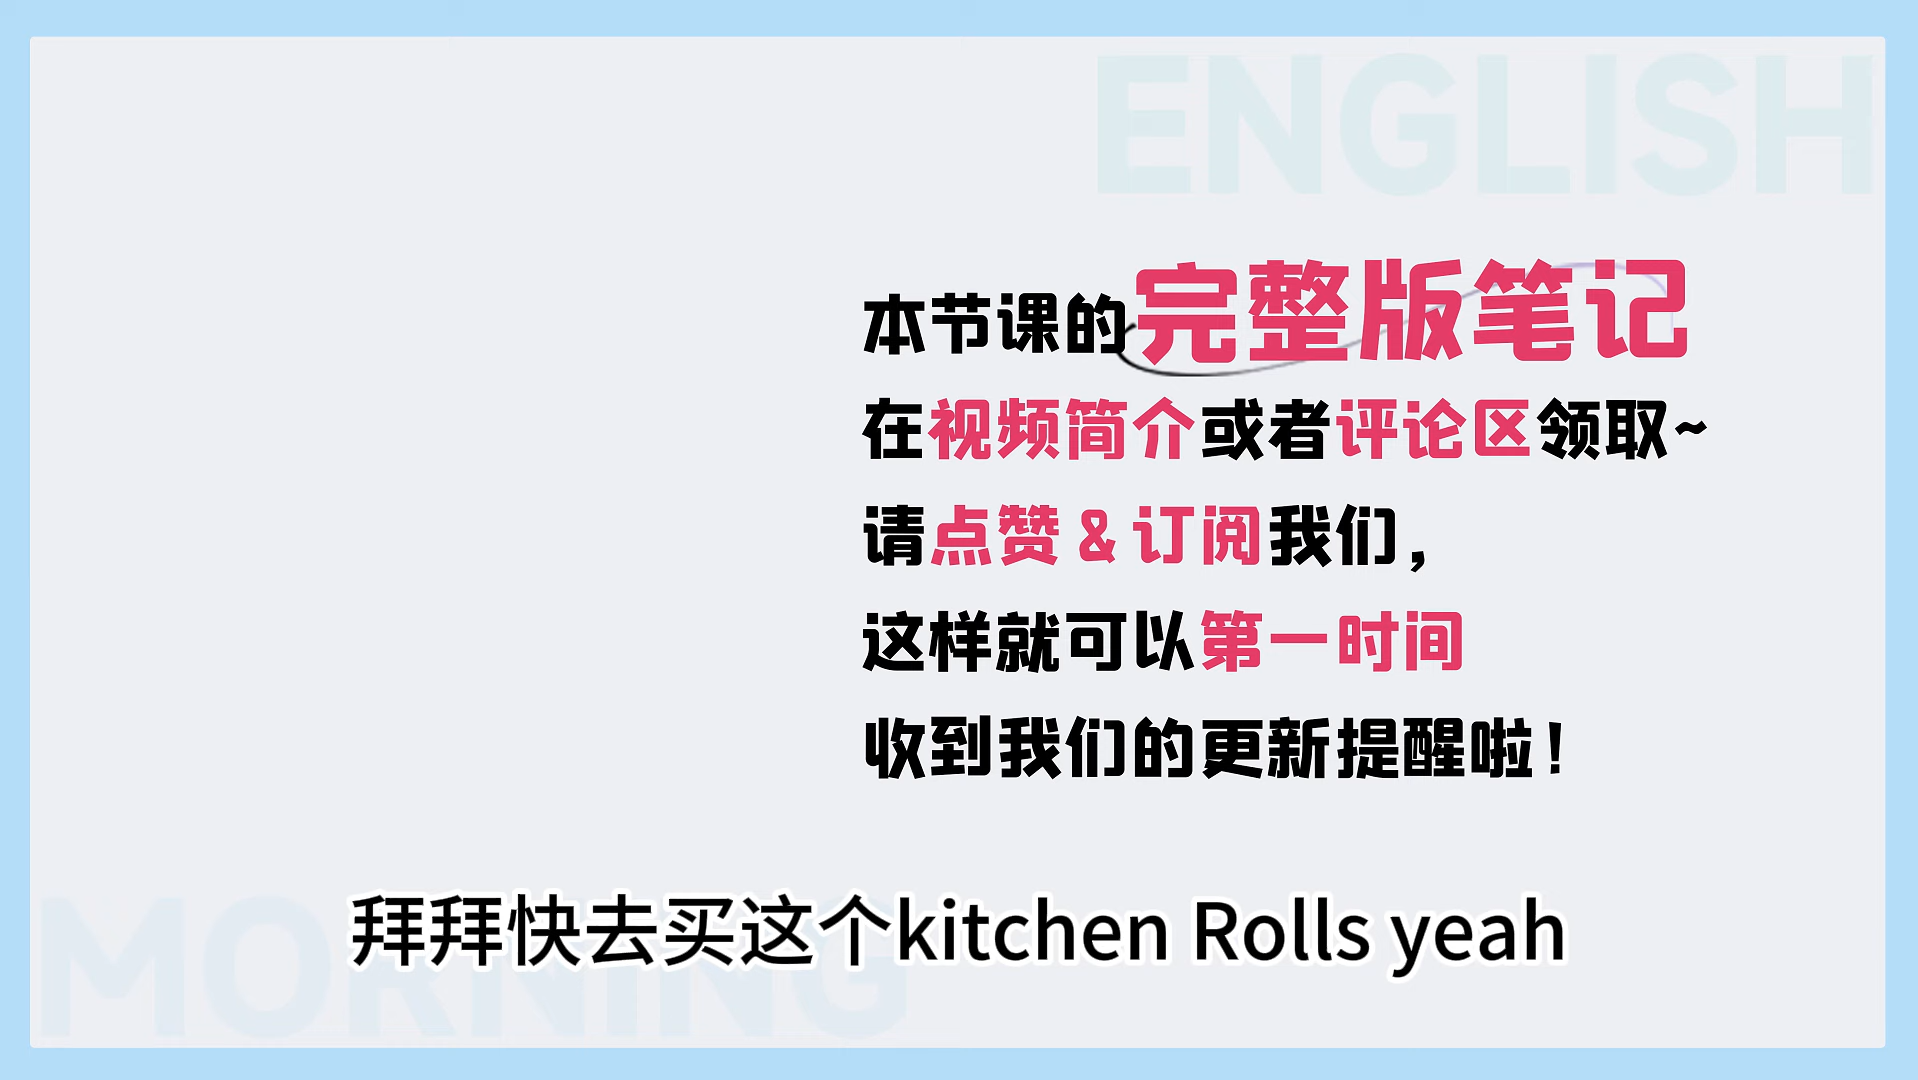 ENGLISH
本节课的完整版笔记
在视频简介或者评论区领取~
请点赞&订阅我们，
这样就可以第一时间
收到我们的更新提醒啦！
拜拜快去买这个kitchen Rolls yeah
MORNING